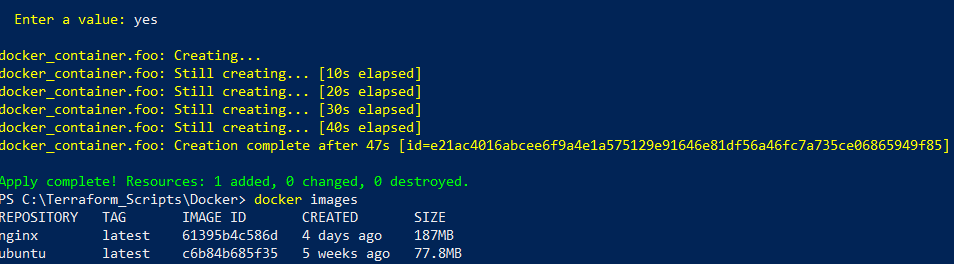 Enter a value: yes
docker_container.foo: Creating...
docker_container.foo: Still creating... [10s elapsed]
docker_container.foo: Still creating... [20s elapsed]
docker_container.foo: Still creating... [30s elapsed]
docker_container.foo: Still creating... [40s elapsed]
docker_container.foo: Creation complete after 47s [id=e21ac4016abcee6f9a4e1a575129e91646e81df56a46fc7a735ce06865949f85]
Apply complete! Resources: 1 added, 0 changed, 0 destroyed.
PS C:\Terraform_Scripts\Docker> docker images
REPOSITORY TAG IMAGE ID CREATED SIZE
nginx latest 61395b4c586d 4 days ago 187MB
ubuntu latest c6b84b685f35 5 weeks ago 77.8MB